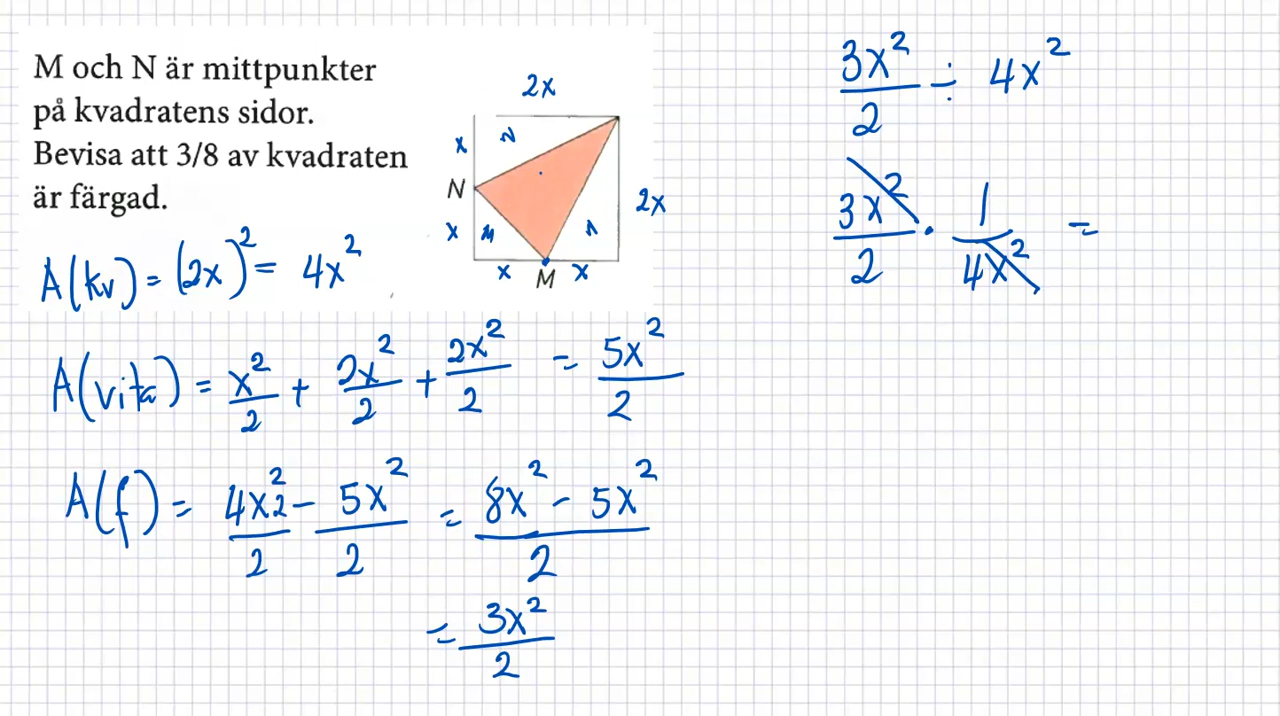 M och N är mittpunkter
på kvadratens sidor.
Bevisa att 3/8 av kvadraten
är färgad.
A(kv) = (2x)² = 4x²
2x
x N
N 2x
x M A
x M x
A(vita) = x²/2 + 2x²/2 + 2x²/2 = 5x²/2
A(f) = 4x²·2/2 − 5x²/2 = (8x² − 5x²)/2
= 3x²/2
3x²/2 ÷ 4x²
3x²/2 · 1/4x² =